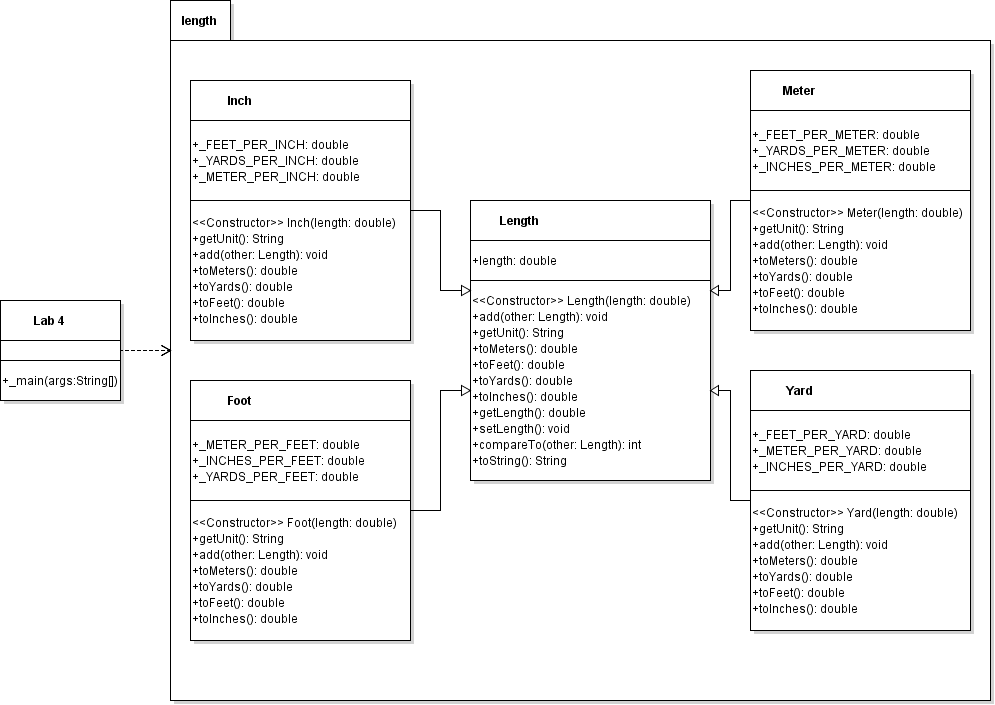 length
Inch
+_FEET_PER_INCH: double
+_YARDS_PER_INCH: double
+_METER_PER_INCH: double
<<Constructor>> Inch(length: double)
+getUnit(): String
+add(other: Length): void
+toMeters(): double
+toYards(): double
+toFeet(): double
+toInches(): double
Meter
+_FEET_PER_METER: double
+_YARDS_PER_METER: double
+_INCHES_PER_METER: double
<<Constructor>> Meter(length: double)
+getUnit(): String
+add(other: Length): void
+toMeters(): double
+toYards(): double
+toFeet(): double
+toInches(): double
Length
+length: double
<<Constructor>> Length(length: double)
+add(other: Length): void
+getUnit(): String
+toMeters(): double
+toFeet(): double
+toYards(): double
+toInches(): double
+getLength(): double
+setLength(): void
+compareTo(other: Length): int
+toString(): String
Lab 4
+_main(args:String[])
Foot
+_METER_PER_FEET: double
+_INCHES_PER_FEET: double
+_YARDS_PER_FEET: double
<<Constructor>> Foot(length: double)
+getUnit(): String
+add(other: Length): void
+toMeters(): double
+toYards(): double
+toFeet(): double
+toInches(): double
Yard
+_FEET_PER_YARD: double
+_METER_PER_YARD: double
+_INCHES_PER_YARD: double
<<Constructor>> Yard(length: double)
+getUnit(): String
+add(other: Length): void
+toMeters(): double
+toYards(): double
+toFeet(): double
+toInches(): double